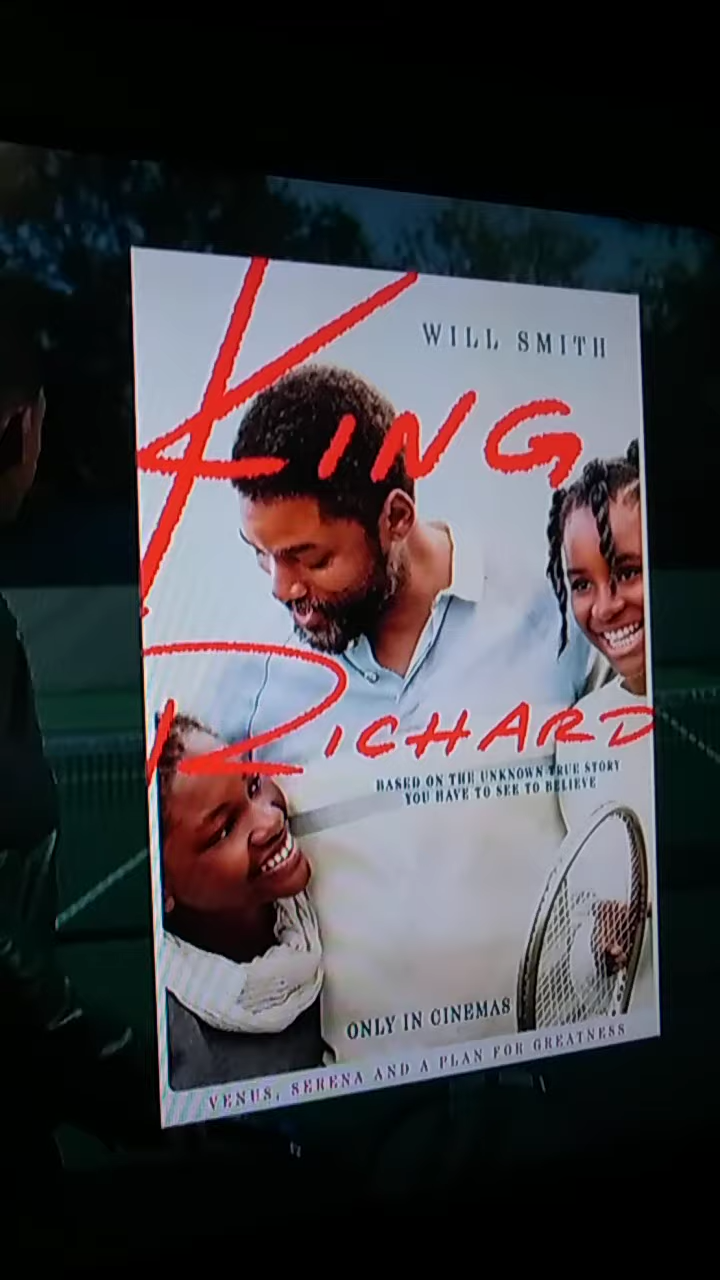 WILL SMITH
KING
RICHARD
BASED ON THE UNKNOWN TRUE STORY
YOU HAVE TO SEE TO BELIEVE
ONLY IN CINEMAS
VENUS, SERENA AND A PLAN FOR GREATNESS